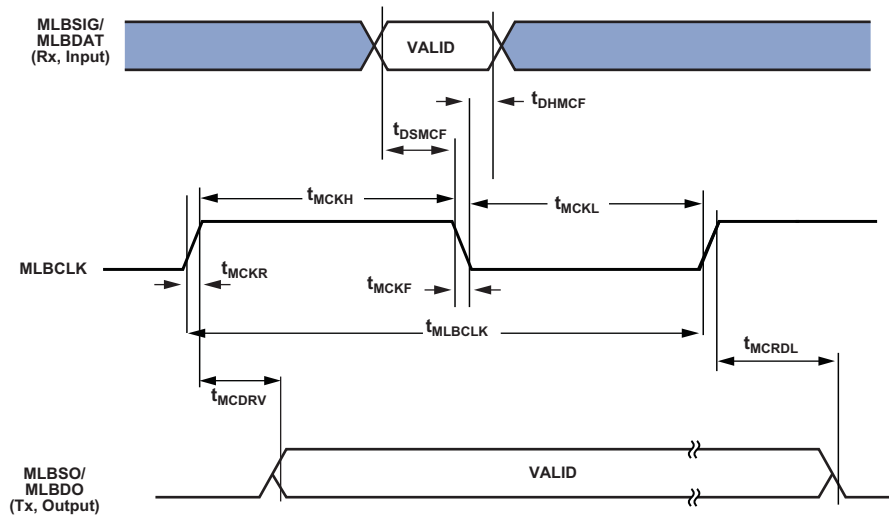 MLBSIG/
MLBDAT
(Rx, Input)
VALID
tDHMCF
tDSMCF
tMCKH
tMCKL
MLBCLK
tMCKR
tMCKF
tMLBCLK
tMCRDL
tMCDRV
MLBSO/
MLBDO
(Tx, Output)
VALID